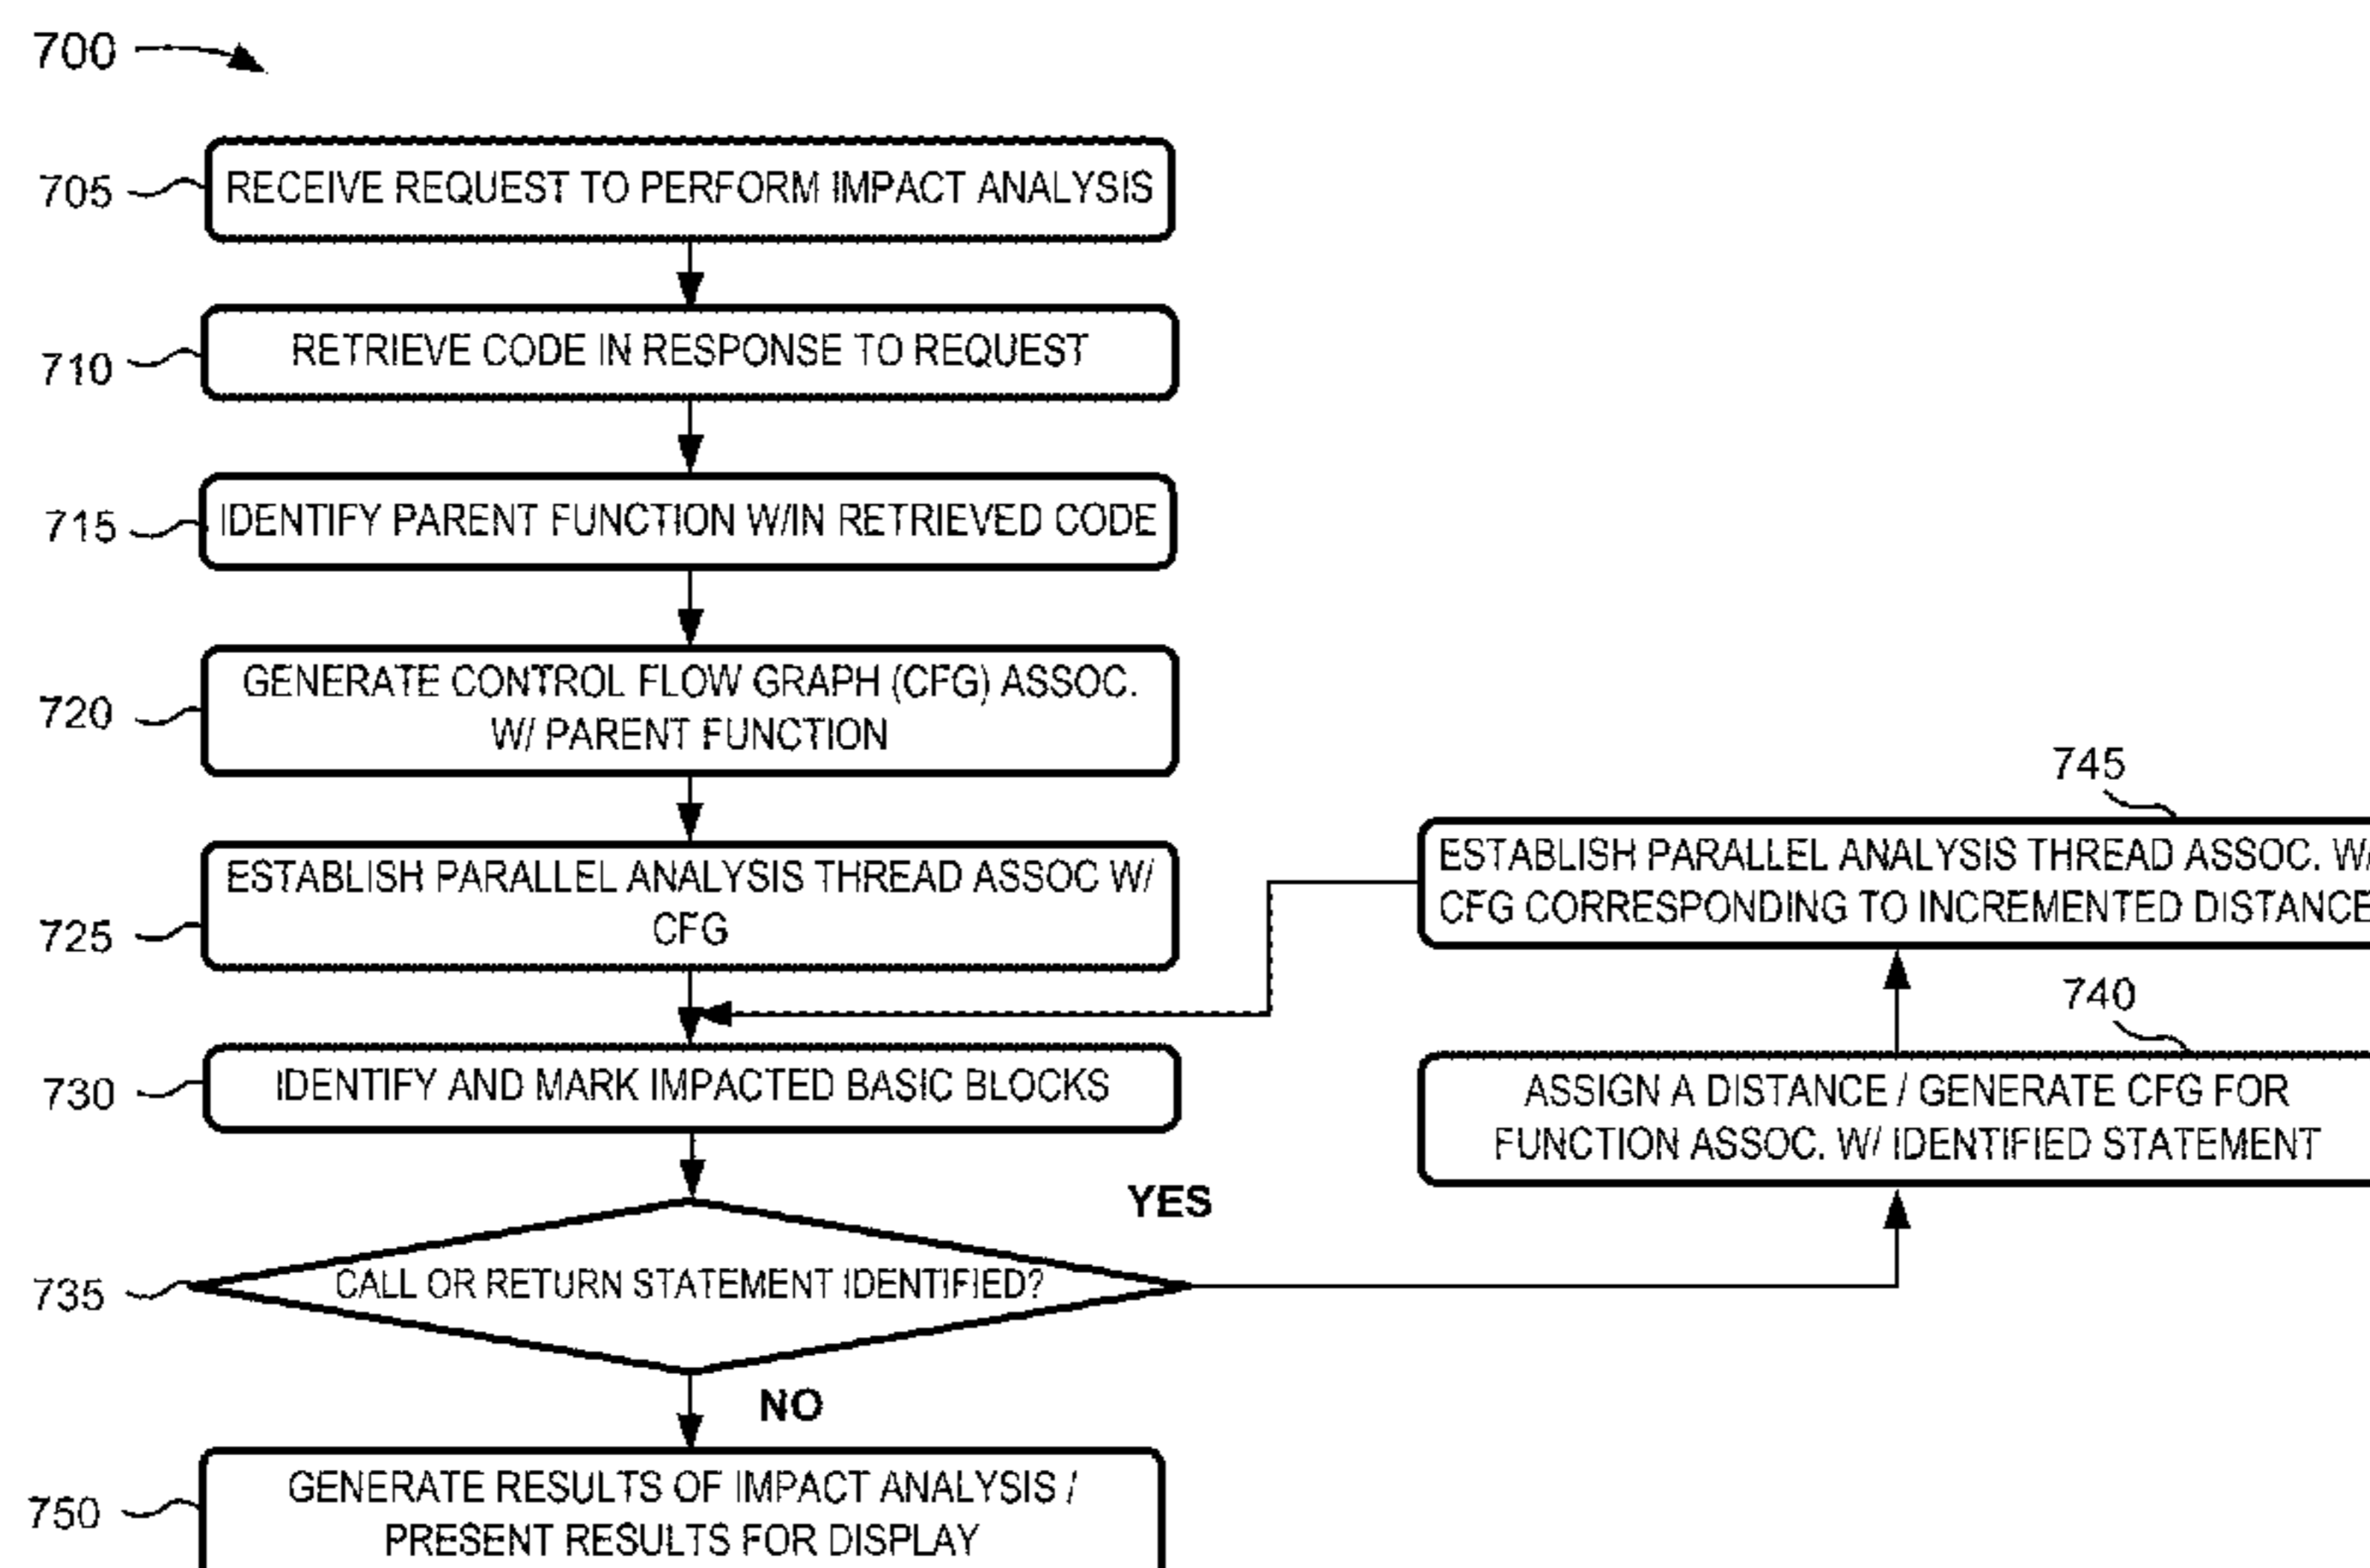 700
705
RECEIVE REQUEST TO PERFORM IMPACT ANALYSIS
710
RETRIEVE CODE IN RESPONSE TO REQUEST
715
IDENTIFY PARENT FUNCTION W/IN RETRIEVED CODE
720
GENERATE CONTROL FLOW GRAPH (CFG) ASSOC.
W/ PARENT FUNCTION
725
ESTABLISH PARALLEL ANALYSIS THREAD ASSOC W/
CFG
730
IDENTIFY AND MARK IMPACTED BASIC BLOCKS
735
CALL OR RETURN STATEMENT IDENTIFIED?
YES
740
ASSIGN A DISTANCE / GENERATE CFG FOR
FUNCTION ASSOC. W/ IDENTIFIED STATEMENT
745
ESTABLISH PARALLEL ANALYSIS THREAD ASSOC. W/
CFG CORRESPONDING TO INCREMENTED DISTANCE
NO
750
GENERATE RESULTS OF IMPACT ANALYSIS /
PRESENT RESULTS FOR DISPLAY